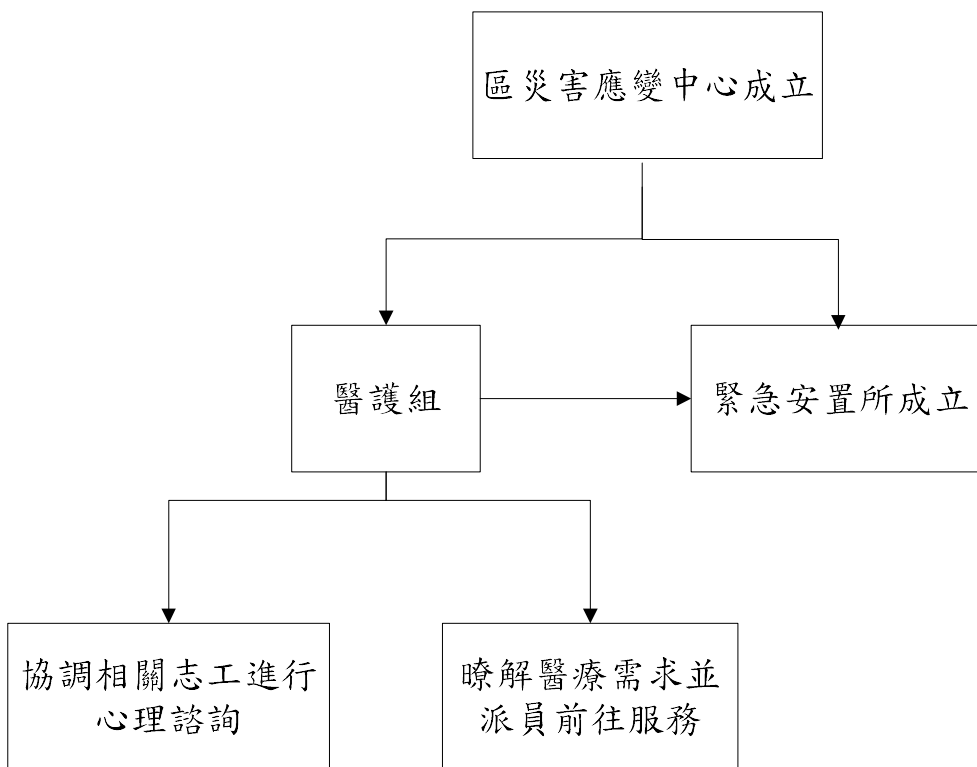 區災害應變中心成立
醫護組
緊急安置所成立
協調相關志工進行
心理諮詢
暸解醫療需求並
派員前往服務